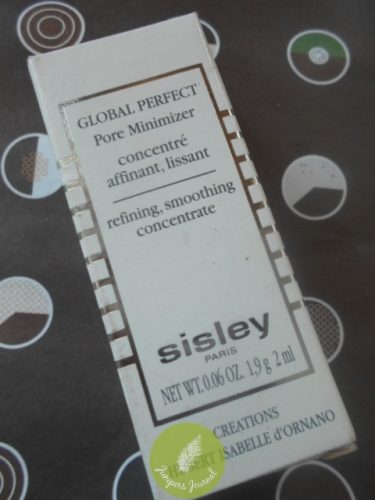 GLOBAL PERFECT
Pore Minimizer
concentré
affinant, lissant
refining, smoothing
concentrate
sisley
PARIS
NET WT. 0.06 OZ. 1,9 g 2 ml
CREATIONS
ISABELLE d'ORNANO
Junipers Journal